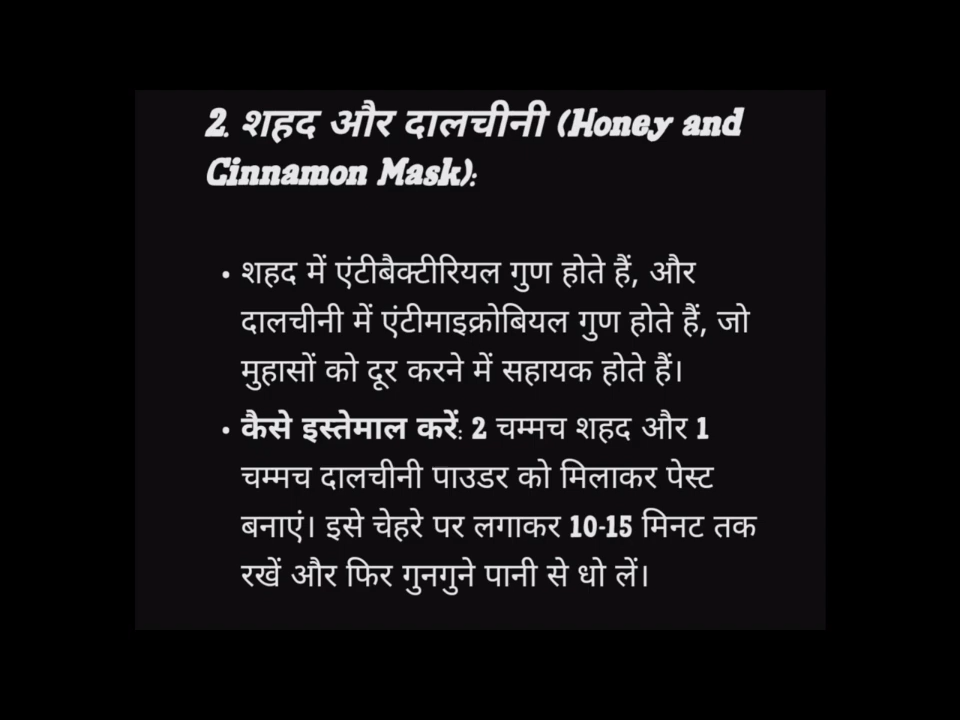 2. शहद और दालचीनी (Honey and
Cinnamon Mask):
• शहद में एंटीबैक्टीरियल गुण होते हैं, और
दालचीनी में एंटीमाइक्रोबियल गुण होते हैं, जो
मुहासों को दूर करने में सहायक होते हैं।
• कैसे इस्तेमाल करें: 2 चम्मच शहद और 1
चम्मच दालचीनी पाउडर को मिलाकर पेस्ट
बनाएं। इसे चेहरे पर लगाकर 10-15 मिनट तक
रखें और फिर गुनगुने पानी से धो लें।